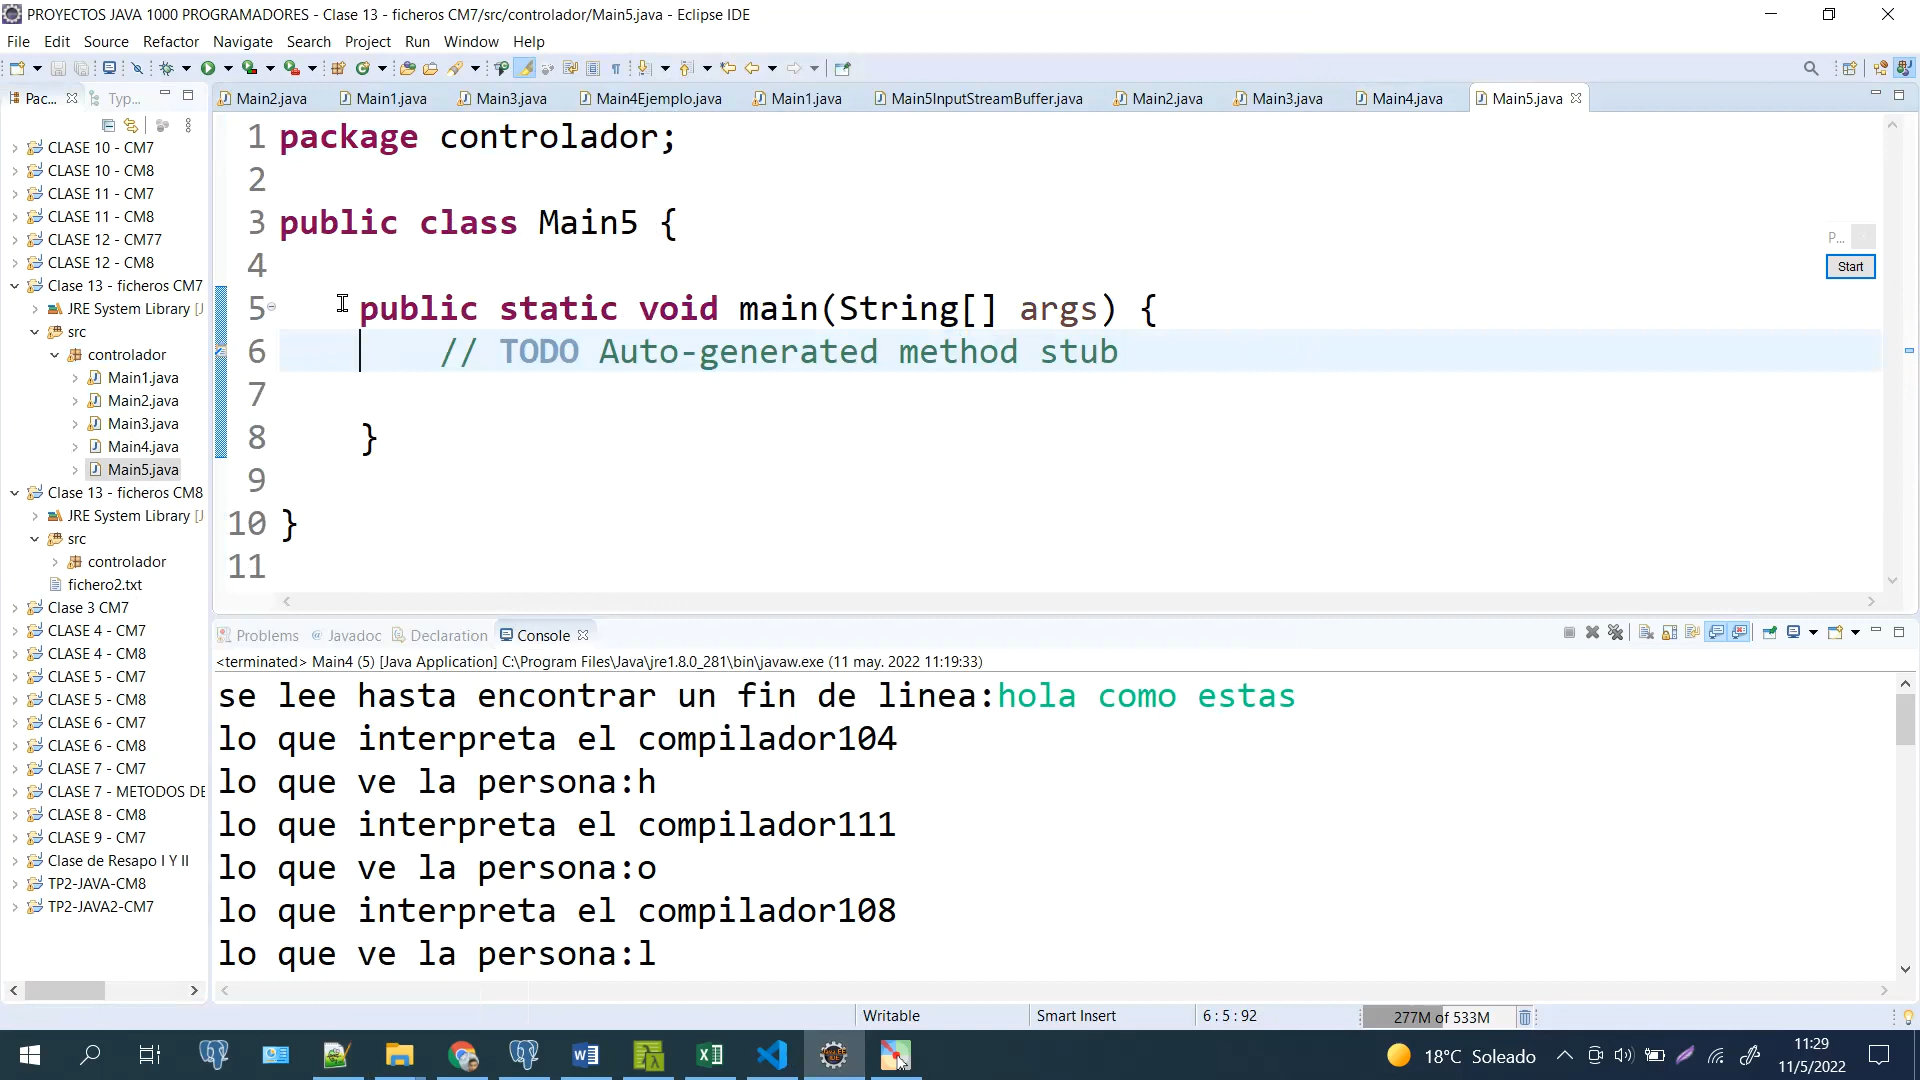 PROYECTOS JAVA 1000 PROGRAMADORES - Clase 13 - ficheros CM7/src/controlador/Main5.java - Eclipse IDE
File Edit Source Refactor Navigate Search Project Run Window Help
Pac... Typ... Main2.java Main1.java Main3.java Main4Ejemplo.java Main1.java Main5InputStreamBuffer.java Main2.java Main3.java Main4.java Main5.java
CLASE 10 - CM7
CLASE 10 - CM8
CLASE 11 - CM7
CLASE 11 - CM8
CLASE 12 - CM77
CLASE 12 - CM8
Clase 13 - ficheros CM7
JRE System Library [J
src
controlador
Main1.java
Main2.java
Main3.java
Main4.java
Main5.java
Clase 13 - ficheros CM8
JRE System Library [J
src
controlador
fichero2.txt
Clase 3 CM7
CLASE 4 - CM7
CLASE 4 - CM8
CLASE 5 - CM7
CLASE 5 - CM8
CLASE 6 - CM7
CLASE 6 - CM8
CLASE 7 - CM7
CLASE 7 - METODOS DE
CLASE 8 - CM8
CLASE 9 - CM7
Clase de Resapo I Y II
TP2-JAVA-CM8
TP2-JAVA2-CM7
1 package controlador;
2
3 public class Main5 {
4
5 public static void main(String[] args) {
6 // TODO Auto-generated method stub
7
8 }
9
10 }
11
P...
Start
Problems @ Javadoc Declaration Console
<terminated> Main4 (5) [Java Application] C:\Program Files\Java\jre1.8.0_281\bin\javaw.exe (11 may. 2022 11:19:33)
se lee hasta encontrar un fin de linea:hola como estas
lo que interpreta el compilador104
lo que ve la persona:h
lo que interpreta el compilador111
lo que ve la persona:o
lo que interpreta el compilador108
lo que ve la persona:l
Writable Smart Insert 6 : 5 : 92 277M of 533M
18°C Soleado
11:29
11/5/2022